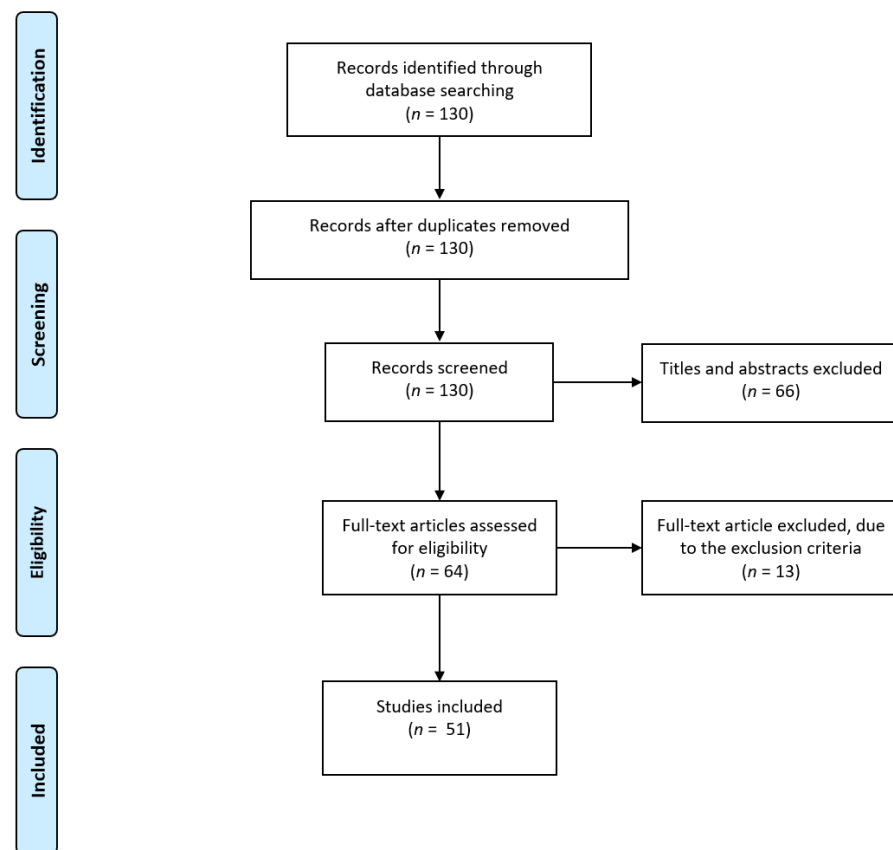 Identification
Records identified through
database searching
(n = 130)
Records after duplicates removed
(n = 130)
Screening
Records screened
(n = 130)
Titles and abstracts excluded
(n = 66)
Eligibility
Full-text articles assessed
for eligibility
(n = 64)
Full-text article excluded, due
to the exclusion criteria
(n = 13)
Included
Studies included
(n = 51)